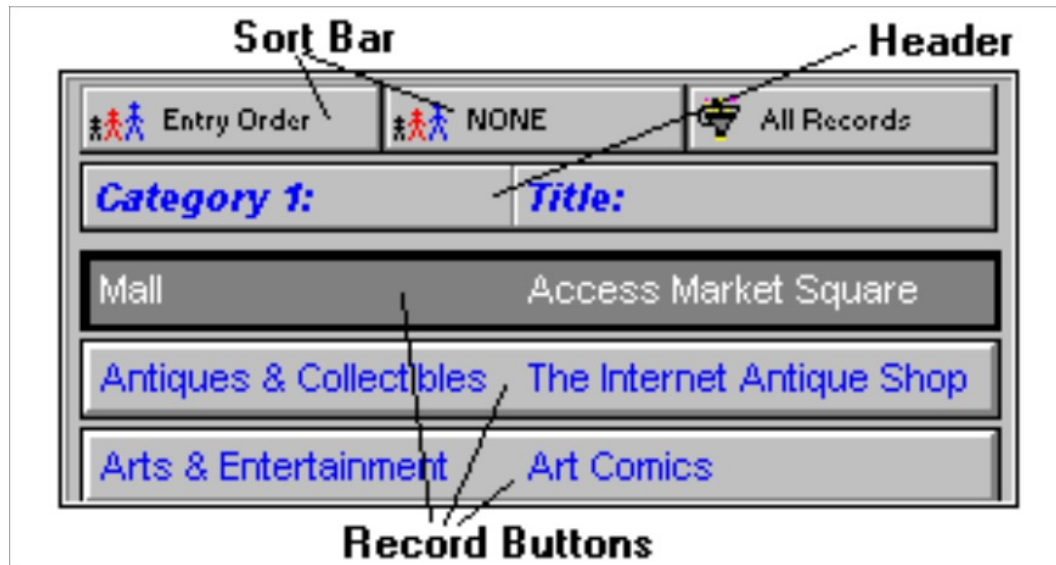 Sort Bar Header
Entry Order NONE All Records
Category 1: Title:
Mall Access Market Square
Antiques & Collectibles The Internet Antique Shop
Arts & Entertainment Art Comics
Record Buttons